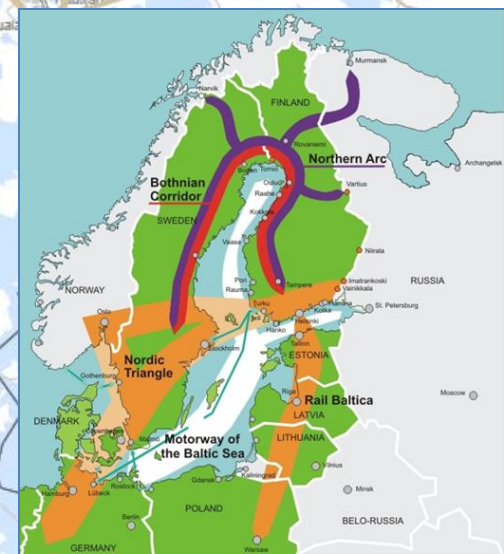 Murmansk
Narvik
FINLAND
Rovaniemi
Northern Arc
Archangelsk
Boden
Tornio
Bothnian
Corridor
Oulu
Raahe
Vartius
SWEDEN
Kokkola
Vaasa
Niirala
NORWAY
Pori
Rauma
Tampere
Imatrankoski
Vainikkala
RUSSIA
Oslo
Turku
Hamina
Kotka
St. Petersburg
Helsinki
Hanko
Tallinn
Stockholm
ESTONIA
Nordic
Triangle
Gothenburg
Riga
Rail Baltica
LATVIA
Moscow
DENMARK
Copenhagen
Malmö
Motorway of
the Baltic Sea
LITHUANIA
Vilnius
Kaliningrad
Hamburg
Lübeck
Rostock
Gdansk
Minsk
Berlin
POLAND
BELO-RUSSIA
GERMANY
Warsaw